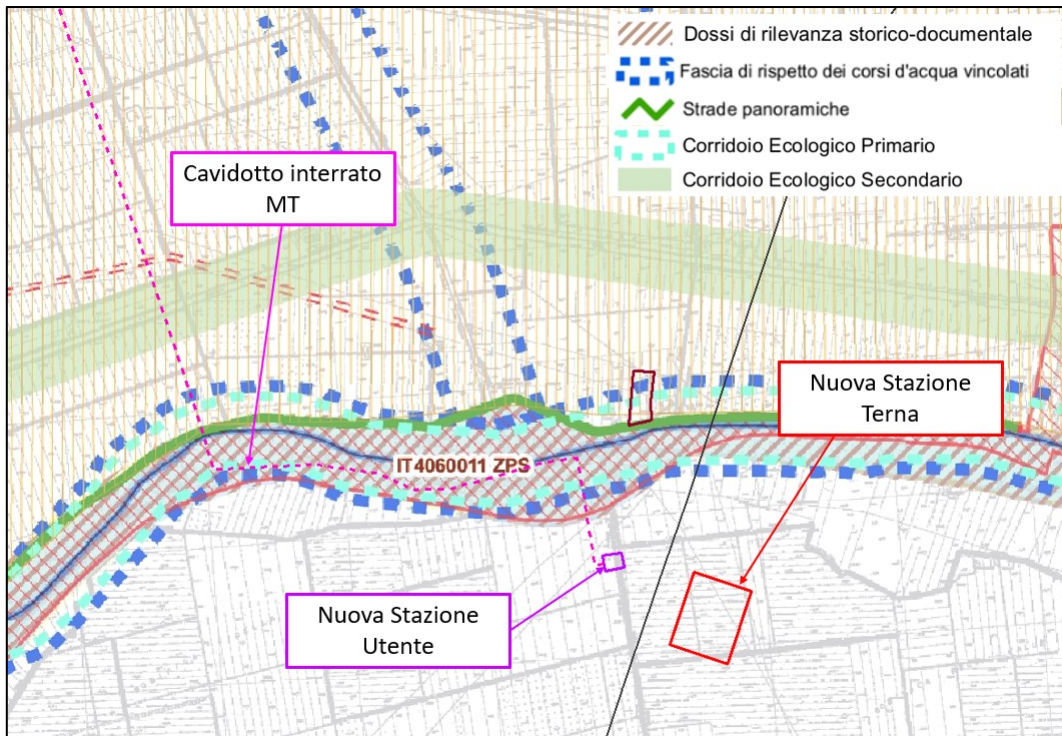 Dossi di rilevanza storico-documentale
Fascia di rispetto dei corsi d'acqua vincolati
Strade panoramiche
Corridoio Ecologico Primario
Corridoio Ecologico Secondario
Cavidotto interrato
MT
Nuova Stazione
Terna
IT4060011 ZPS
Nuova Stazione
Utente